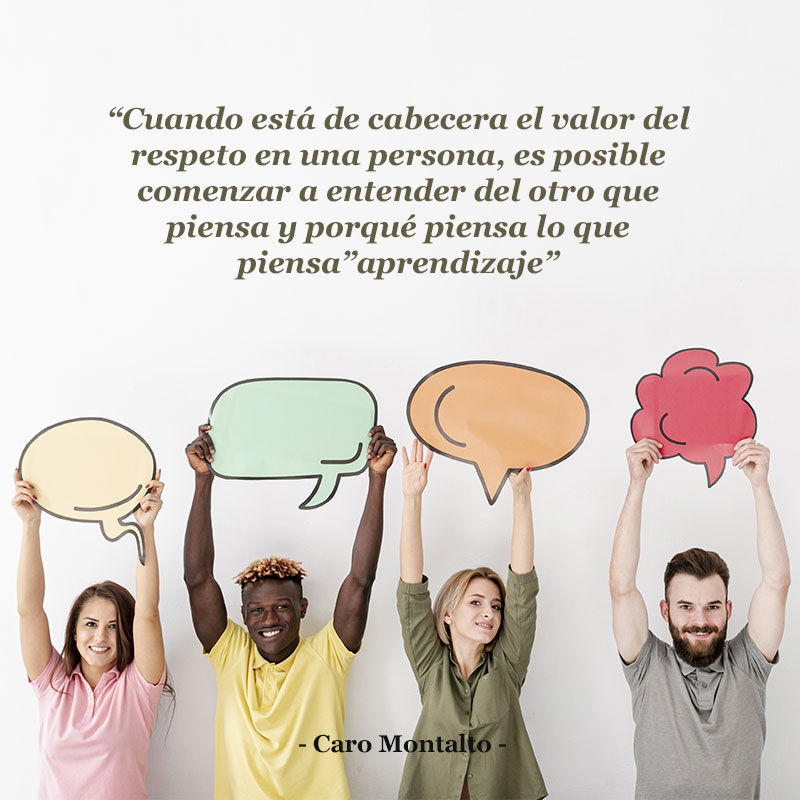 “Cuando está de cabecera el valor del
respeto en una persona, es posible
comenzar a entender del otro que
piensa y porqué piensa lo que
piensa”aprendizaje”
- Caro Montalto -